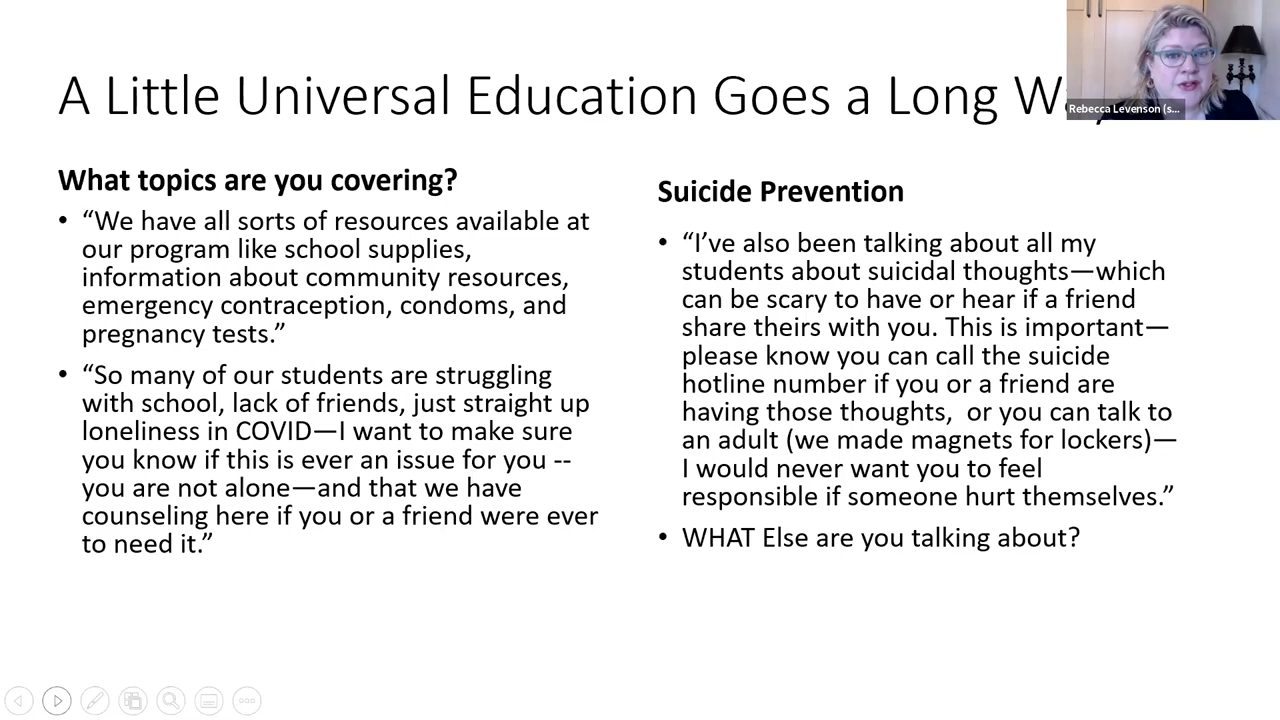 A Little Universal Education Goes a Long
Rebecca Levenson (s...
What topics are you covering?
• “We have all sorts of resources available at
our program like school supplies,
information about community resources,
emergency contraception, condoms, and
pregnancy tests.”
• “So many of our students are struggling
with school, lack of friends, just straight up
loneliness in COVID—I want to make sure
you know if this is ever an issue for you --
you are not alone—and that we have
counseling here if you or a friend were ever
to need it.”
Suicide Prevention
• “I’ve also been talking about all my
students about suicidal thoughts—which
can be scary to have or hear if a friend
share theirs with you. This is important—
please know you can call the suicide
hotline number if you or a friend are
having those thoughts,  or you can talk to
an adult (we made magnets for lockers)—
I would never want you to feel
responsible if someone hurt themselves.”
• WHAT Else are you talking about?